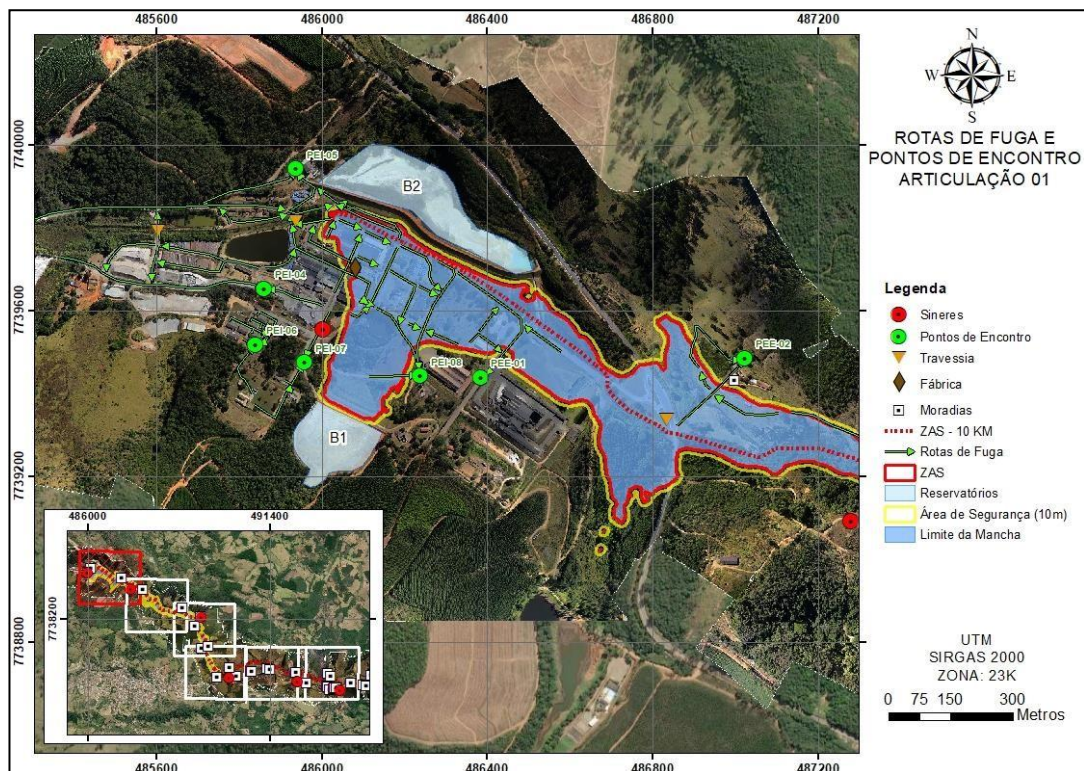 485600 486000 486400 486800 487200
N
W E
S
ROTAS DE FUGA E
PONTOS DE ENCONTRO
ARTICULAÇÃO 01
7740000
7739600
7739200
7738800
PEI-05
B2
PEI-04
PEI-06
PEI-07
PEI-08
PEE-01
PEE-02
B1
Legenda
Sineres
Pontos de Encontro
Travessia
Fábrica
Moradias
ZAS - 10 KM
Rotas de Fuga
ZAS
Reservatórios
Área de Segurança (10m)
Limite da Mancha
486000 491400
7738200
UTM
SIRGAS 2000
ZONA: 23K
0 75 150 300
Metros
485600 486000 486400 486800 487200